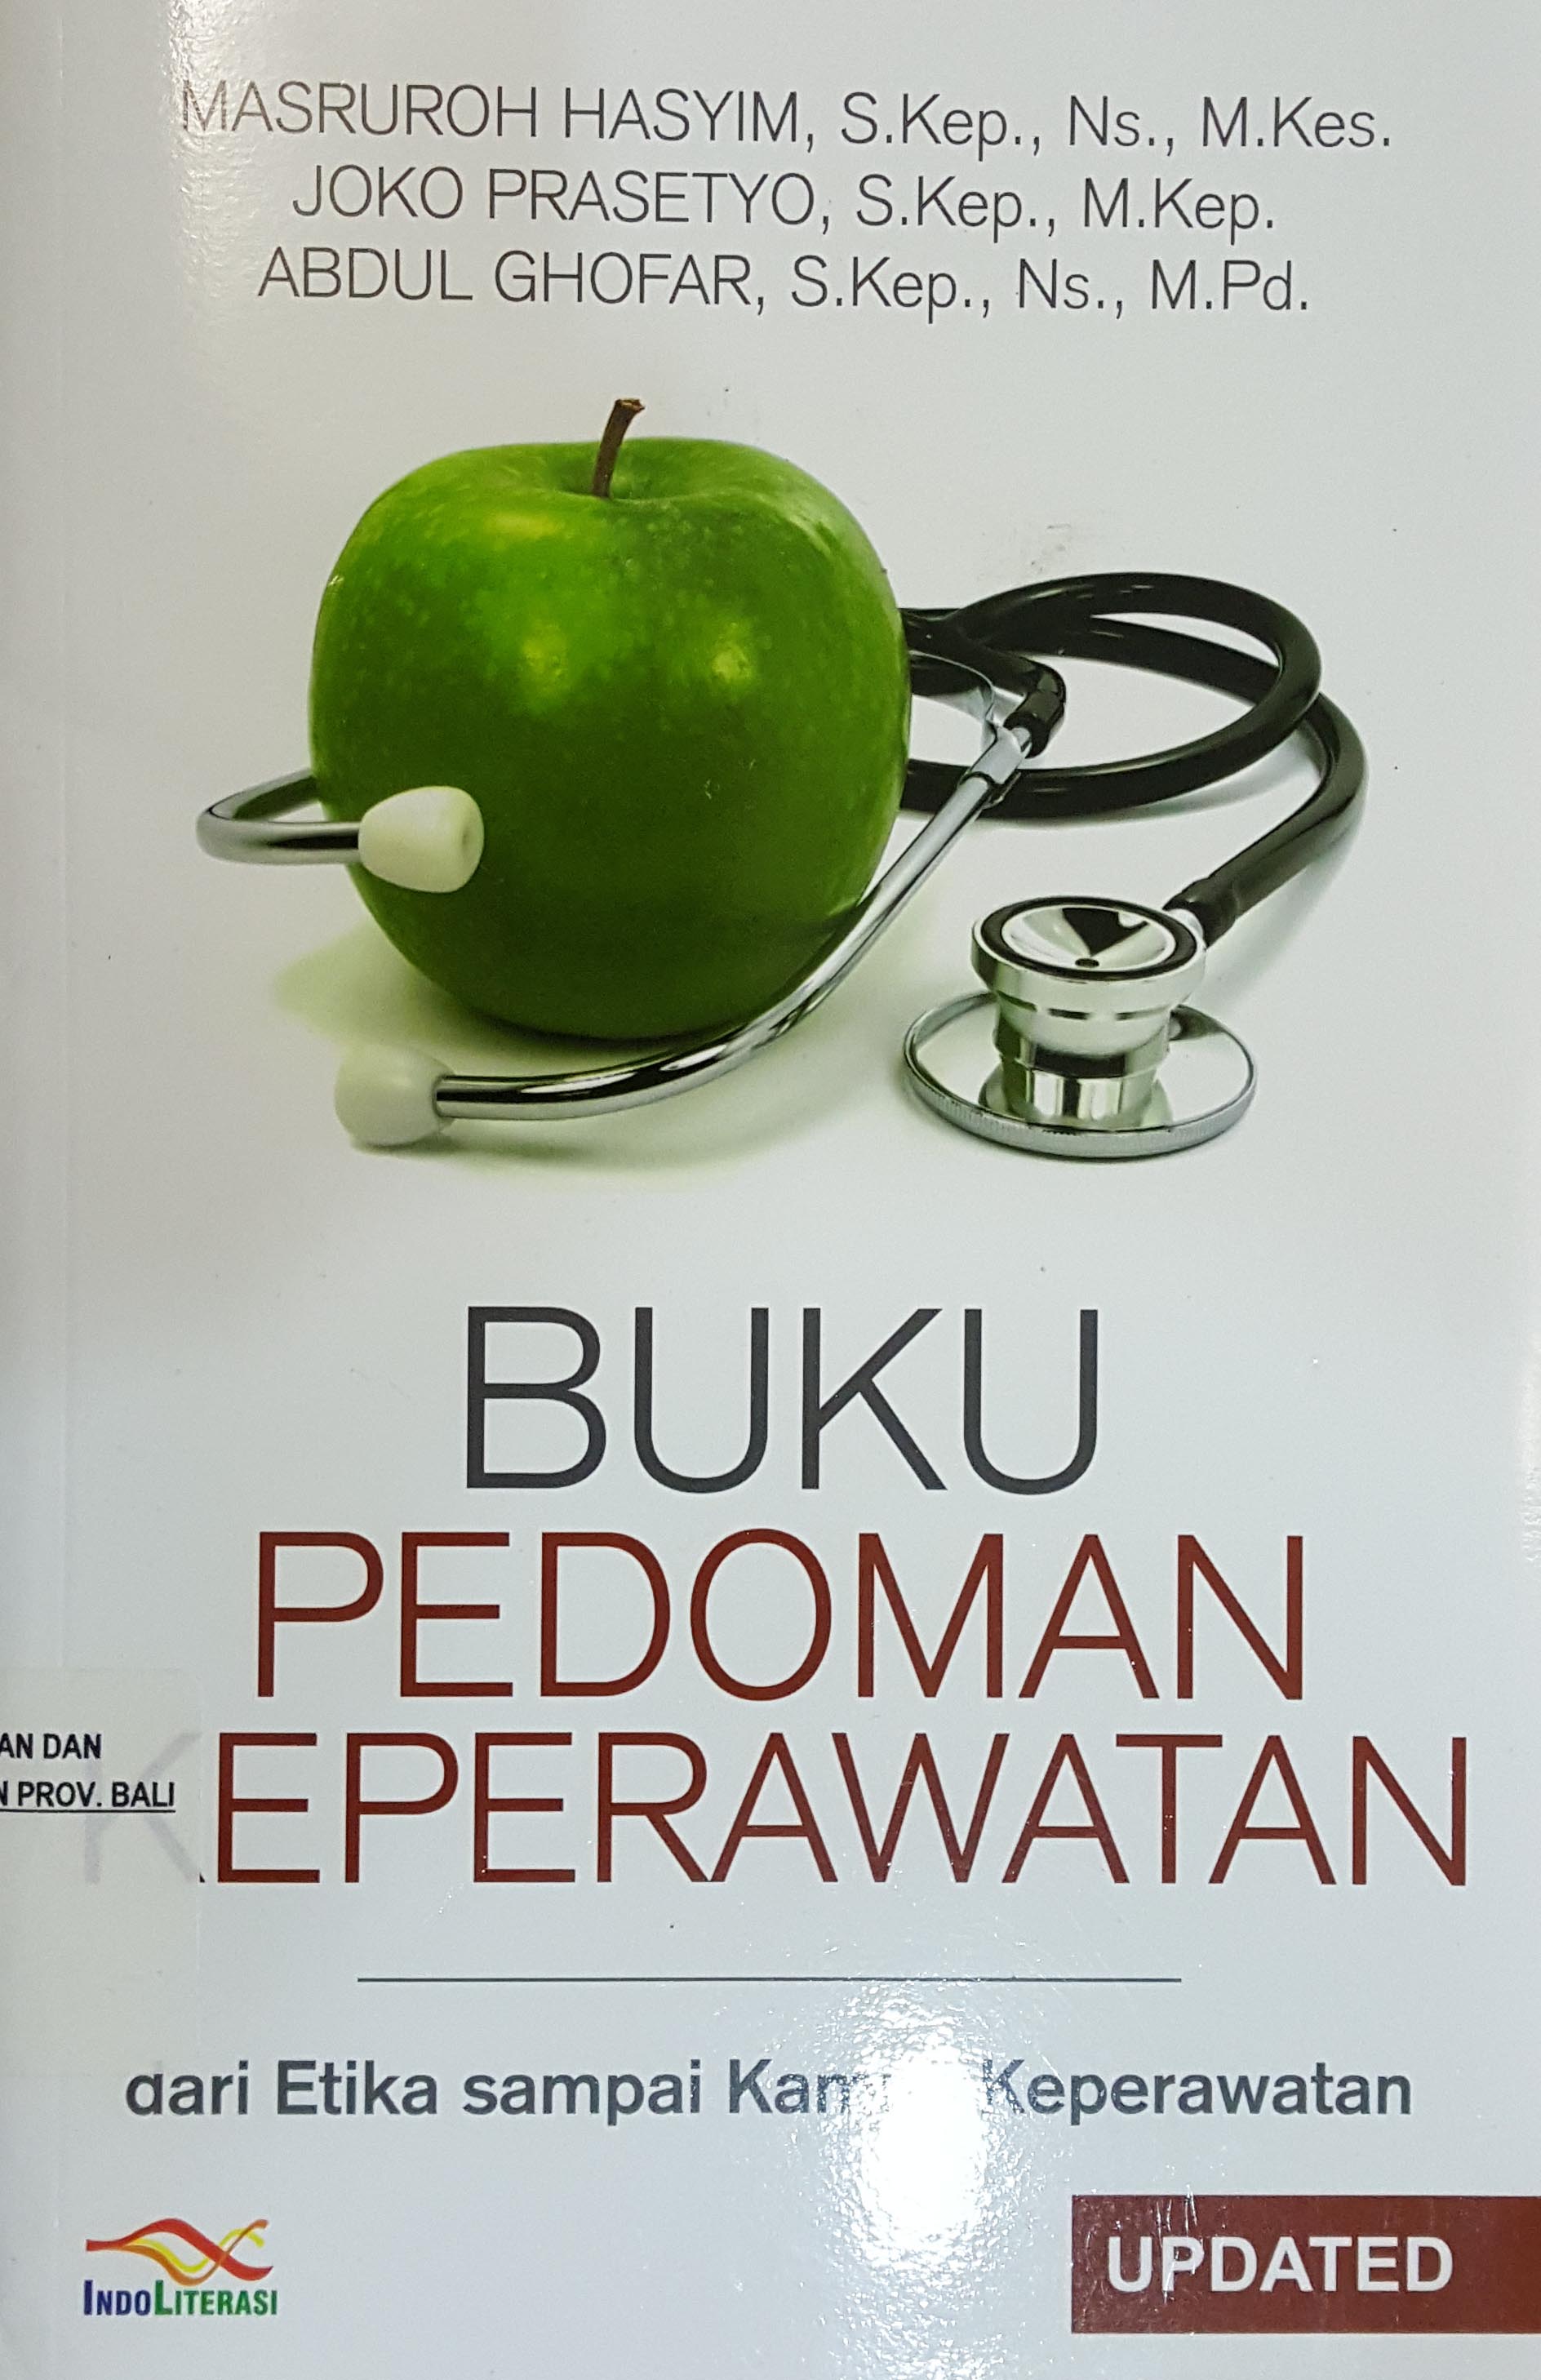 MASRUROH HASYIM, S.Kep., Ns., M.Kes.
JOKO PRASETYO, S.Kep., M.Kep.
ABDUL GHOFAR, S.Kep., Ns., M.Pd.
BUKU
PEDOMAN
KEPERAWATAN
AN DAN
N PROV. BALI
dari Etika sampai Keperawatan
INDOLITERASI
UPDATED